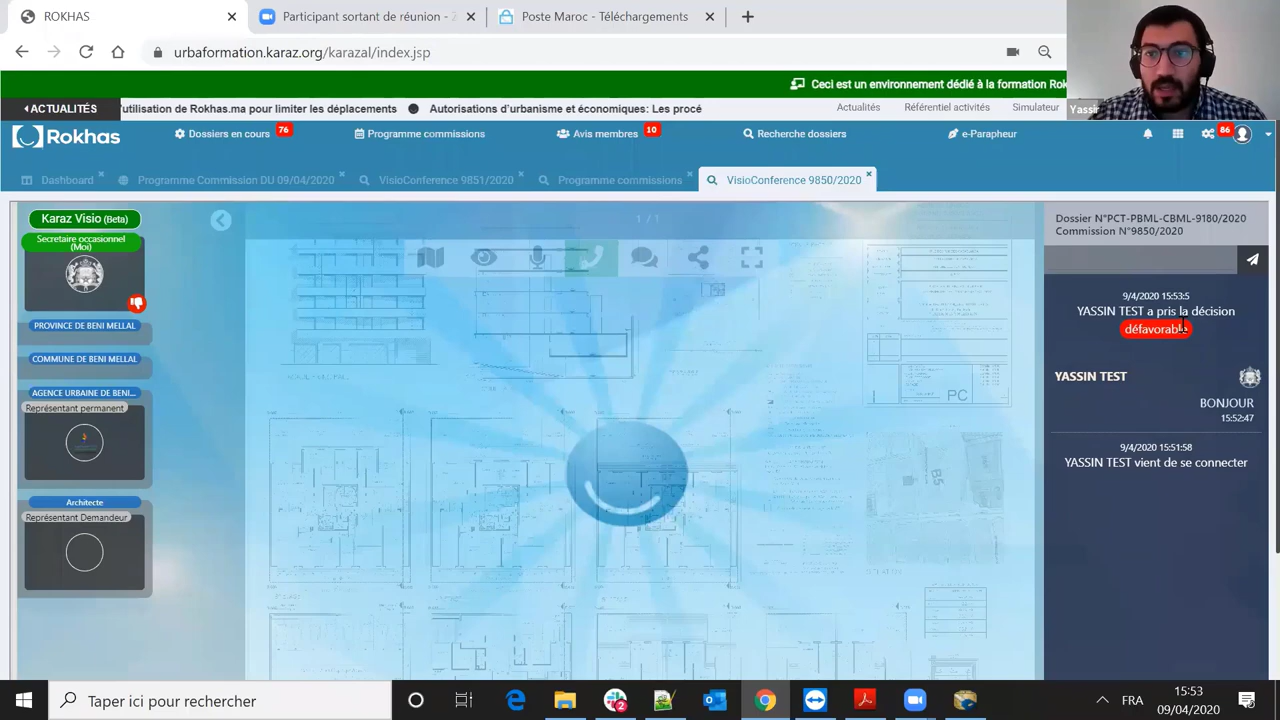 ROKHAS
Participant sortant de réunion - Z
Poste Maroc - Téléchargements
urbaformation.karaz.org/karazal/index.jsp
Ceci est un environnement dédié à la formation Rok
ACTUALITÉS
'utilisation de Rokhas.ma pour limiter les déplacements
Autorisations d'urbanisme et économiques: Les procé
Actualités
Référentiel activités
Simulateur
Yassin
Rokhas
Dossiers en cours 76
Programme commissions
Avis membres 10
Recherche dossiers
e-Parapheur
86
Dashboard
Programme Commission DU 09/04/2020
VisioConference 9851/2020
Programme commissions
VisioConference 9850/2020
Karaz Visio (Beta)
Secretaire occasionnel
(Moi)
PROVINCE DE BENI MELLAL
COMMUNE DE BENI MELLAL
AGENCE URBAINE DE BENI...
Représentant permanent
Architecte
Représentant Demandeur
1 / 1
PC
85
Dossier N°PCT-PBML-CBML-9180/2020
Commission N°9850/2020
9/4/2020 15:53:5
YASSIN TEST a pris la décision
défavorable
YASSIN TEST
BONJOUR
15:52:47
9/4/2020 15:51:58
YASSIN TEST vient de se connecter
Taper ici pour rechercher
2
FRA
15:53
09/04/2020